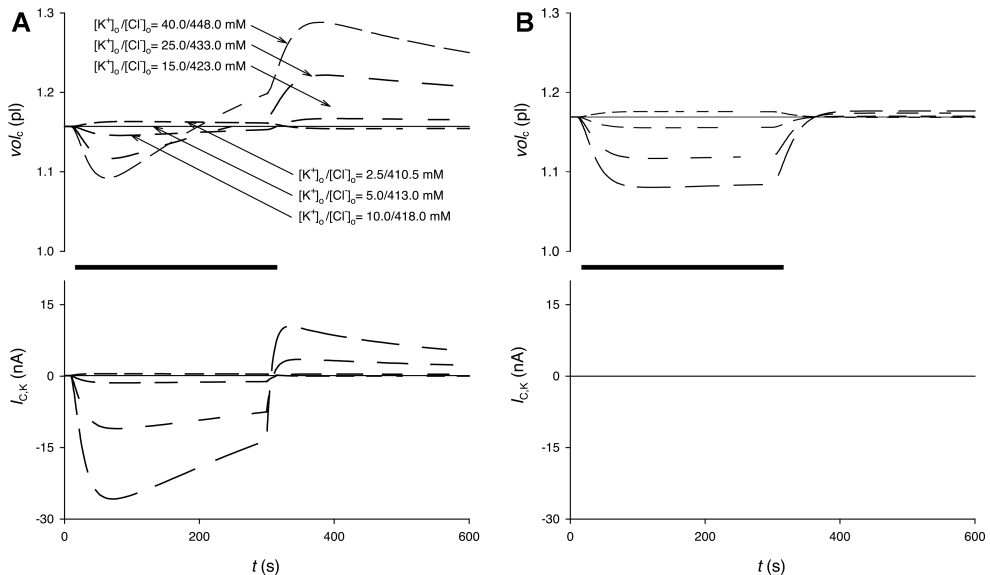 A
B
1.3
1.2
1.1
1.0
vol_c (pl)
[K⁺]ₒ/[Cl⁻]ₒ= 40.0/448.0 mM
[K⁺]ₒ/[Cl⁻]ₒ= 25.0/433.0 mM
[K⁺]ₒ/[Cl⁻]ₒ= 15.0/423.0 mM
[K⁺]ₒ/[Cl⁻]ₒ= 2.5/410.5 mM
[K⁺]ₒ/[Cl⁻]ₒ= 5.0/413.0 mM
[K⁺]ₒ/[Cl⁻]ₒ= 10.0/418.0 mM
15
0
-15
-30
I_C,K (nA)
0 200 400 600
t (s)
1.3
1.2
1.1
1.0
vol_c (pl)
15
0
-15
-30
I_C,K (nA)
0 200 400 600
t (s)